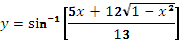 y = sin⁻¹ [ (5x + 12√(1 − x²)) / 13 ]